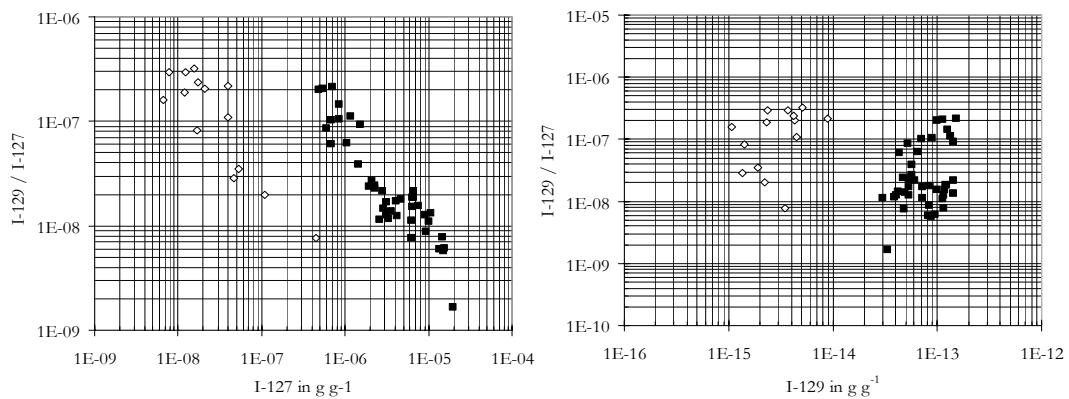 1E-06
1E-07
1E-08
1E-09
I-129 / I-127
1E-09 1E-08 1E-07 1E-06 1E-05 1E-04
I-127 in g g-1
1E-05
1E-06
1E-07
1E-08
1E-09
1E-10
I-129 / I-127
1E-16 1E-15 1E-14 1E-13 1E-12
I-129 in g g-1